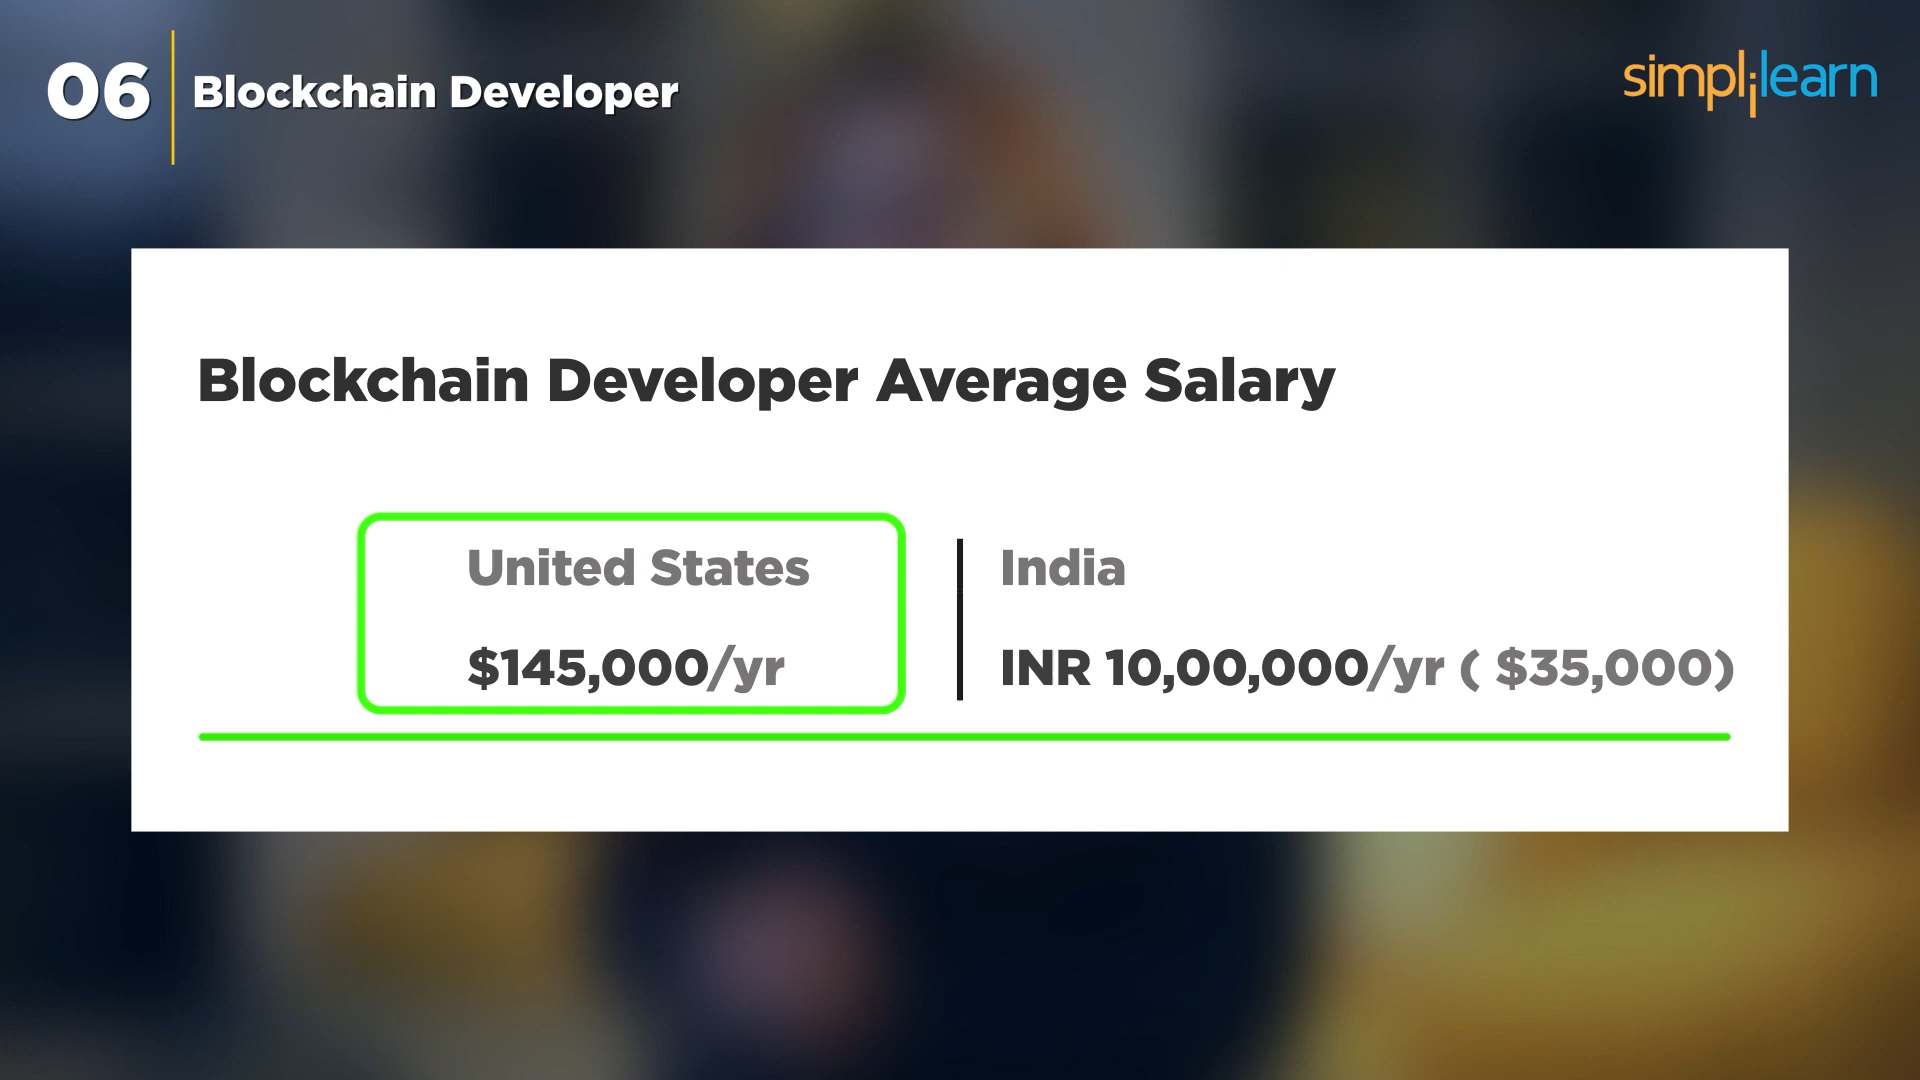 06
Blockchain Developer
simplilearn
Blockchain Developer Average Salary
United States
$145,000/yr
India
INR 10,00,000/yr ( $35,000)